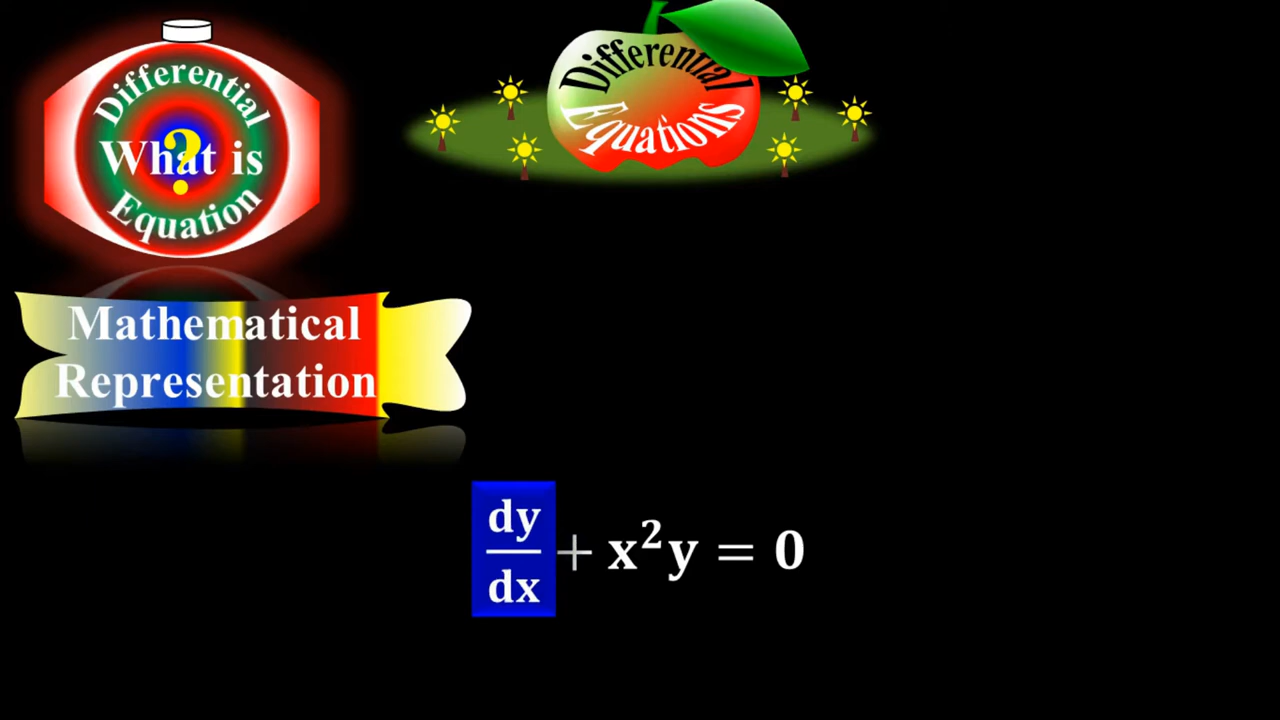 Differential
What is
?
Equation
Differential
Equations
Mathematical
Representation
dy/dx + x²y = 0